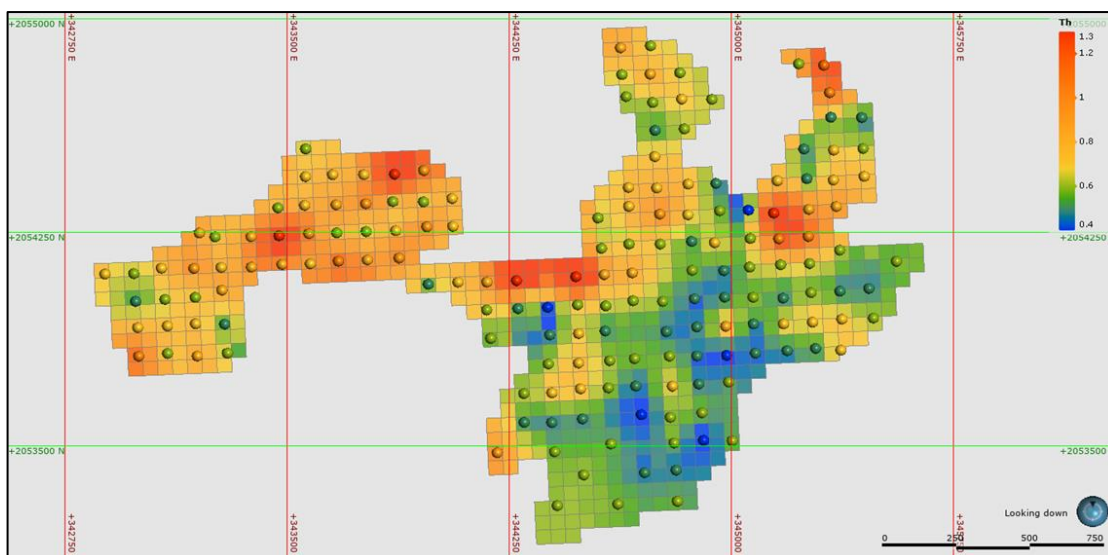 +2055000 N
+2055000 N
Th
1.3
1.2
1
0.8
0.6
0.4
+342750 E
+343500 E
+344250 E
+345000 E
+345750 E
+2054250 N
+2054250 N
+2053500 N
+2053500 N
+342750 E
+343500 E
+344250 E
+345000 E
Looking down
0
250
500
750